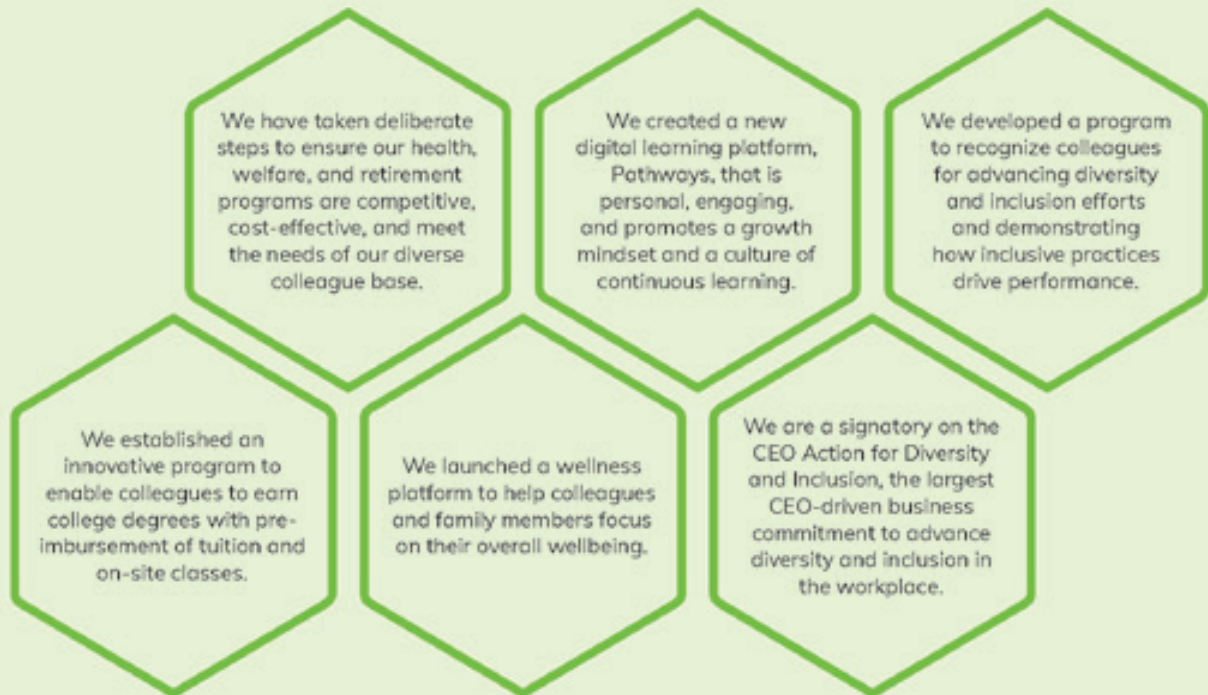 We have taken deliberate
steps to ensure our health,
welfare, and retirement
programs are competitive,
cost-effective, and meet
the needs of our diverse
colleague base.
We created a new
digital learning platform,
Pathways, that is
personal, engaging,
and promotes a growth
mindset and a culture of
continuous learning.
We developed a program
to recognize colleagues
for advancing diversity
and inclusion efforts
and demonstrating
how inclusive practices
drive performance.
We established an
innovative program to
enable colleagues to earn
college degrees with pre-
imbursement of tuition and
on-site classes.
We launched a wellness
platform to help colleagues
and family members focus
on their overall wellbeing.
We are a signatory on the
CEO Action for Diversity
and Inclusion, the largest
CEO-driven business
commitment to advance
diversity and inclusion in
the workplace.